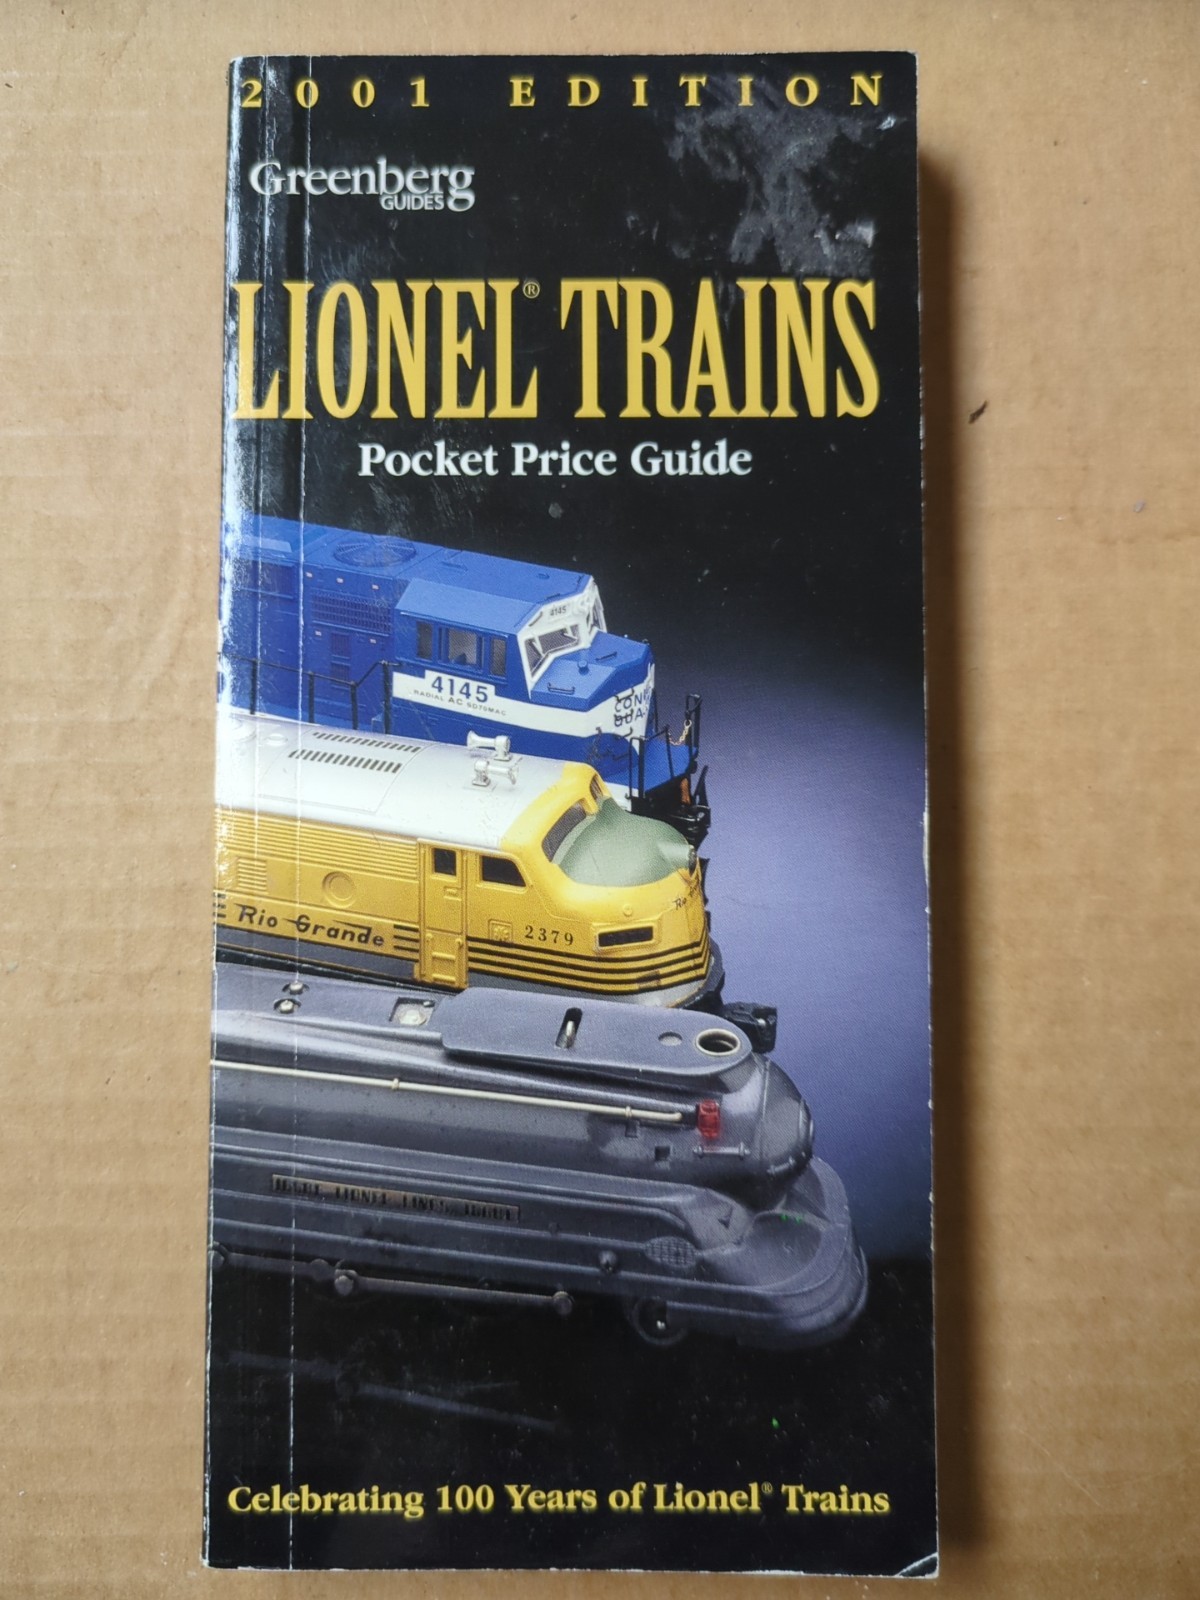 2001 EDITION
Greenberg
GUIDES
LIONEL® TRAINS
Pocket Price Guide
4145
4145
RADIAL AC SD70MAC
Rio Grande
2379
Celebrating 100 Years of Lionel® Trains